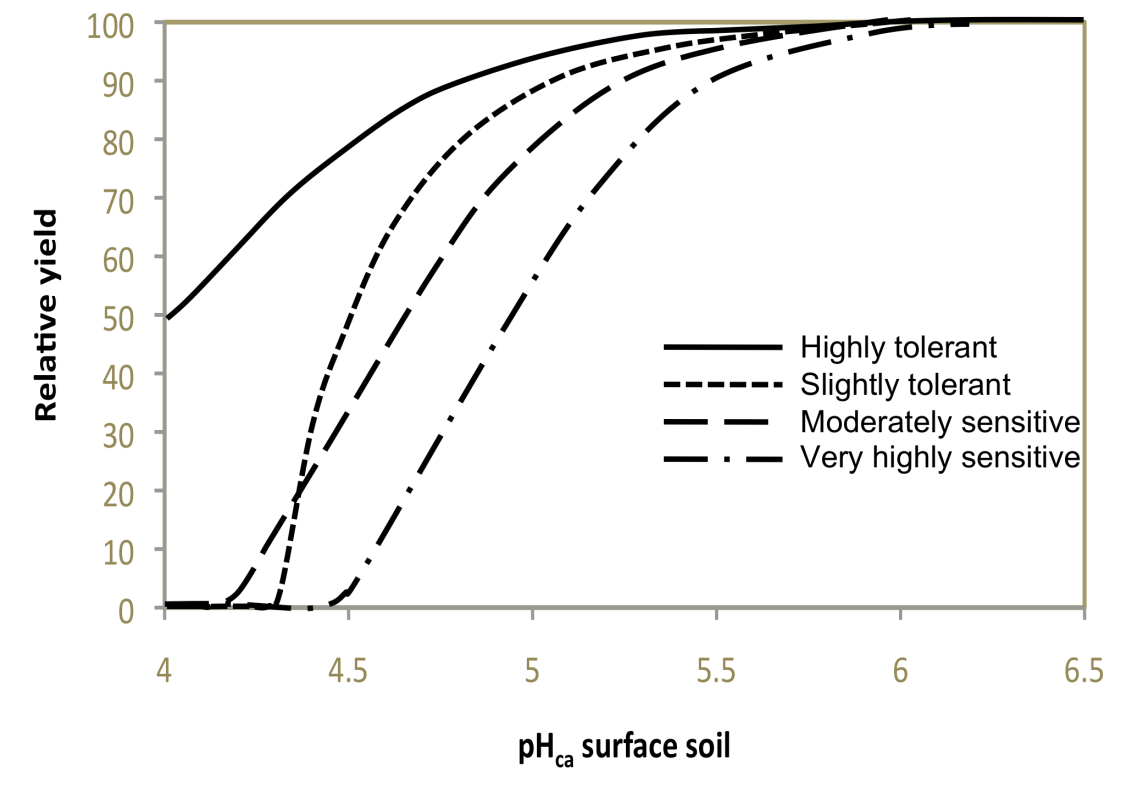 100
90
80
70
60
50
40
30
20
10
0
Relative yield
Highly tolerant
Slightly tolerant
Moderately sensitive
Very highly sensitive
4 4.5 5 5.5 6 6.5
pHca surface soil